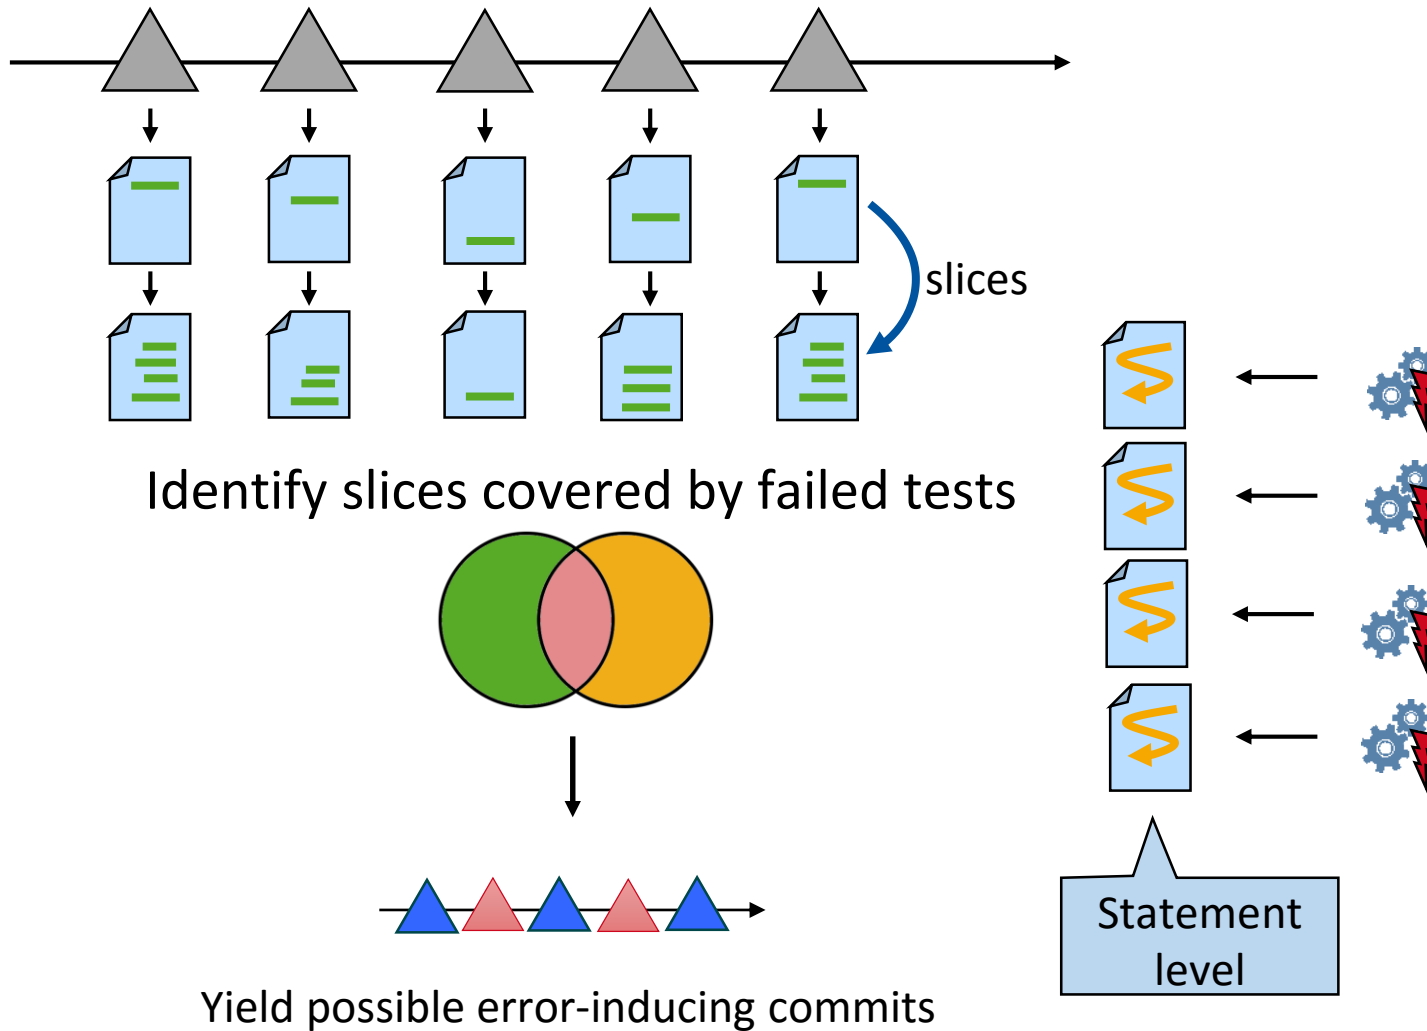 slices
Identify slices covered by failed tests
Statement
level
Yield possible error-inducing commits